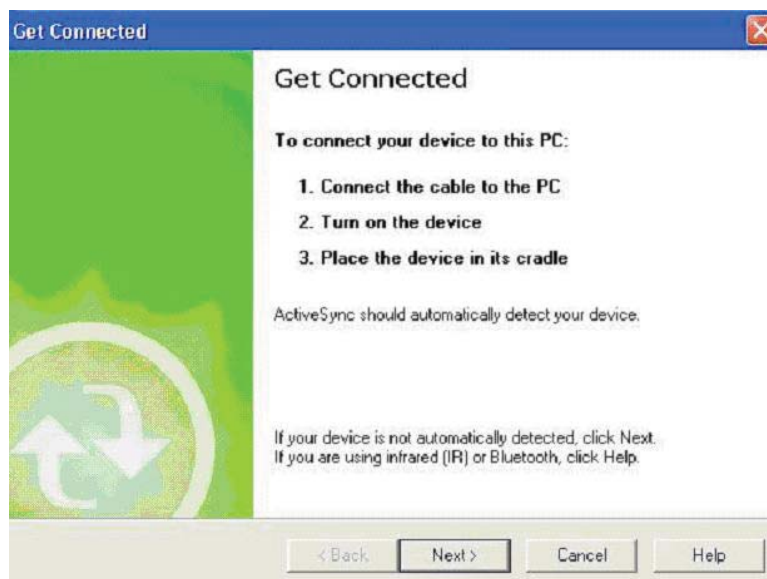 Get Connected
Get Connected
To connect your device to this PC:
1. Connect the cable to the PC
2. Turn on the device
3. Place the device in its cradle
ActiveSync should automatically detect your device.
If your device is not automatically detected, click Next.
If you are using infrared (IR) or Bluetooth, click Help.
< Back Next > Cancel Help